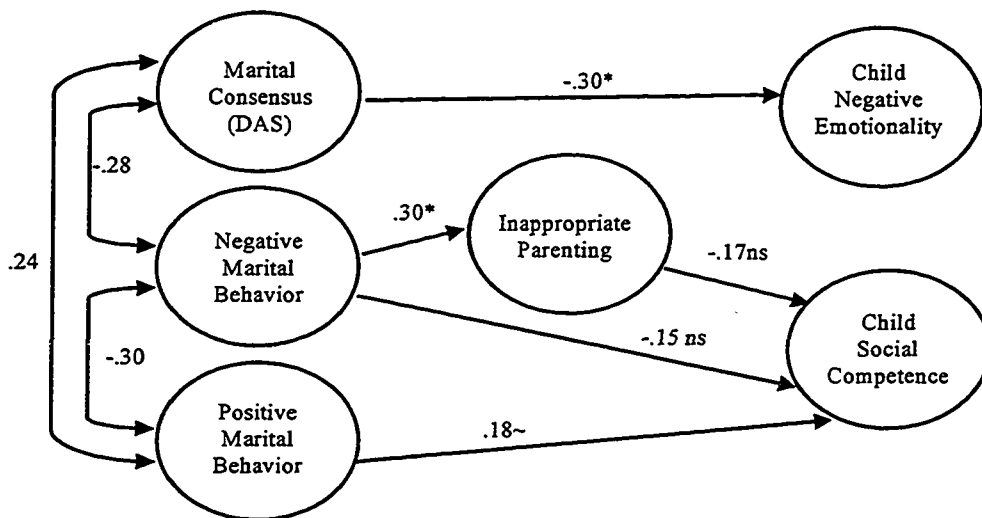 Marital
Consensus
(DAS)
-.30*
Child
Negative
Emotionality
-.28
.24
Negative
Marital
Behavior
.30*
Inappropriate
Parenting
-.17ns
-.15 ns
Child
Social
Competence
-.30
Positive
Marital
Behavior
.18~